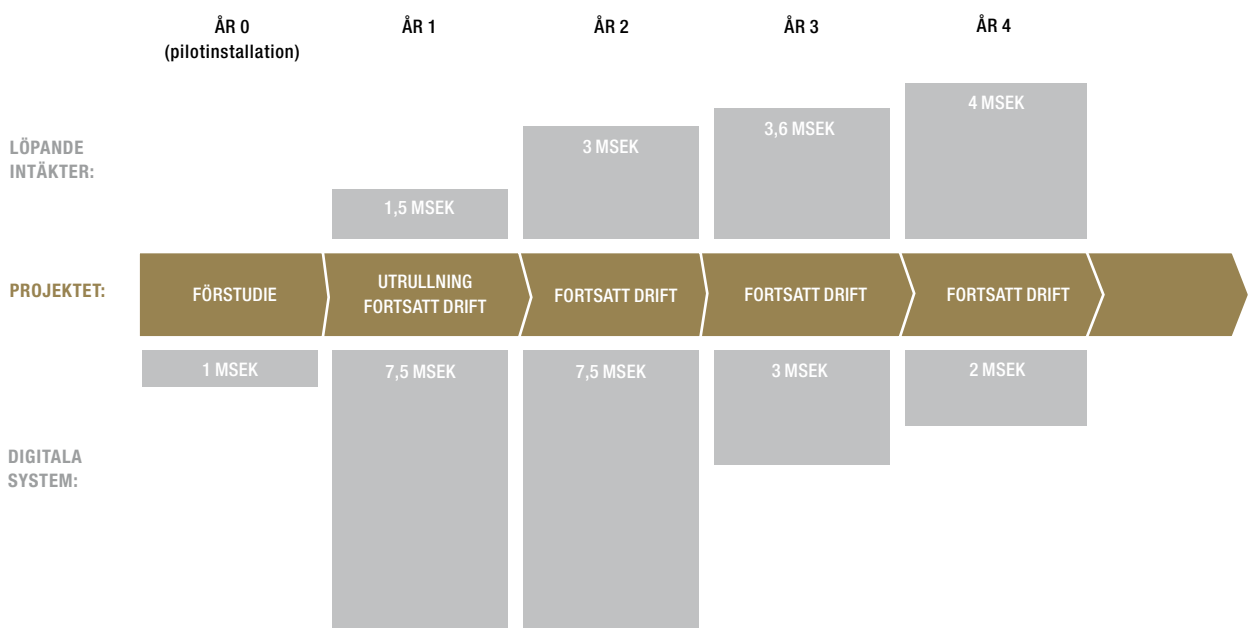 ÅR 0
(pilotinstallation)
ÅR 1
ÅR 2
ÅR 3
ÅR 4
LÖPANDE
INTÄKTER:
1,5 MSEK
3 MSEK
3,6 MSEK
4 MSEK
PROJEKTET:
FÖRSTUDIE
UTRULLNING
FORTSATT DRIFT
FORTSATT DRIFT
FORTSATT DRIFT
FORTSATT DRIFT
DIGITALA
SYSTEM:
1 MSEK
7,5 MSEK
7,5 MSEK
3 MSEK
2 MSEK